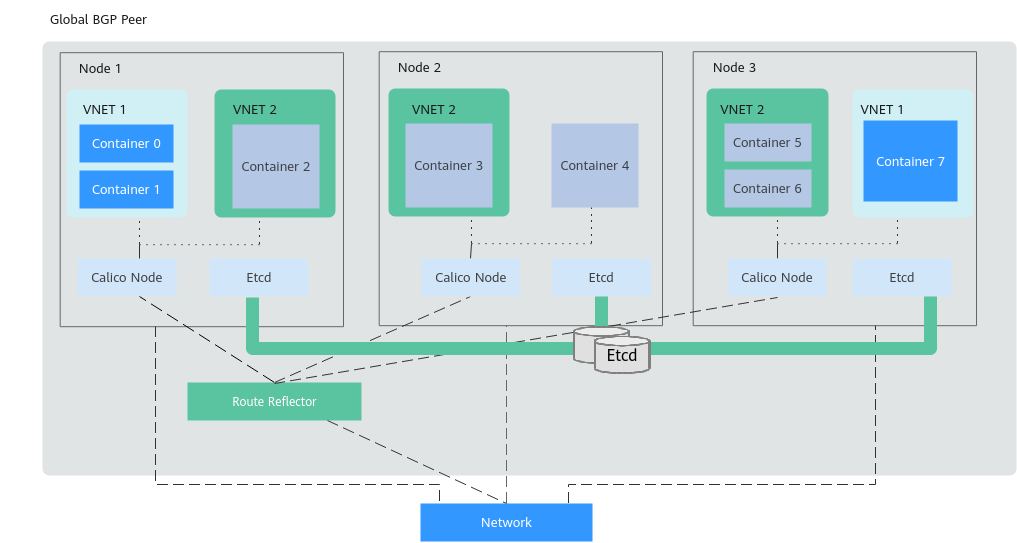 Global BGP Peer
Node 1
VNET 1
Container 0
Container 1
VNET 2
Container 2
Calico Node
Etcd
Node 2
VNET 2
Container 3
Container 4
Calico Node
Etcd
Node 3
VNET 2
Container 5
Container 6
VNET 1
Container 7
Calico Node
Etcd
Etcd
Route Reflector
Network